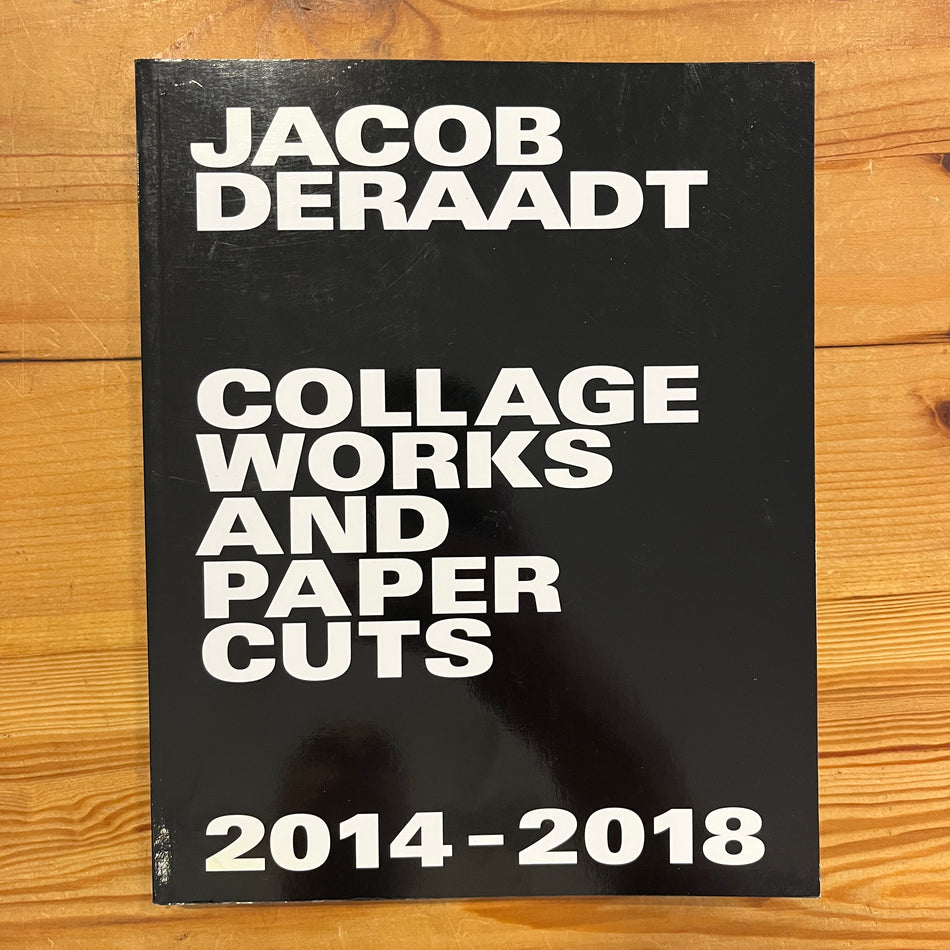 JACOB
DERAADT
COLLAGE
WORKS
AND
PAPER
CUTS
2014-2018